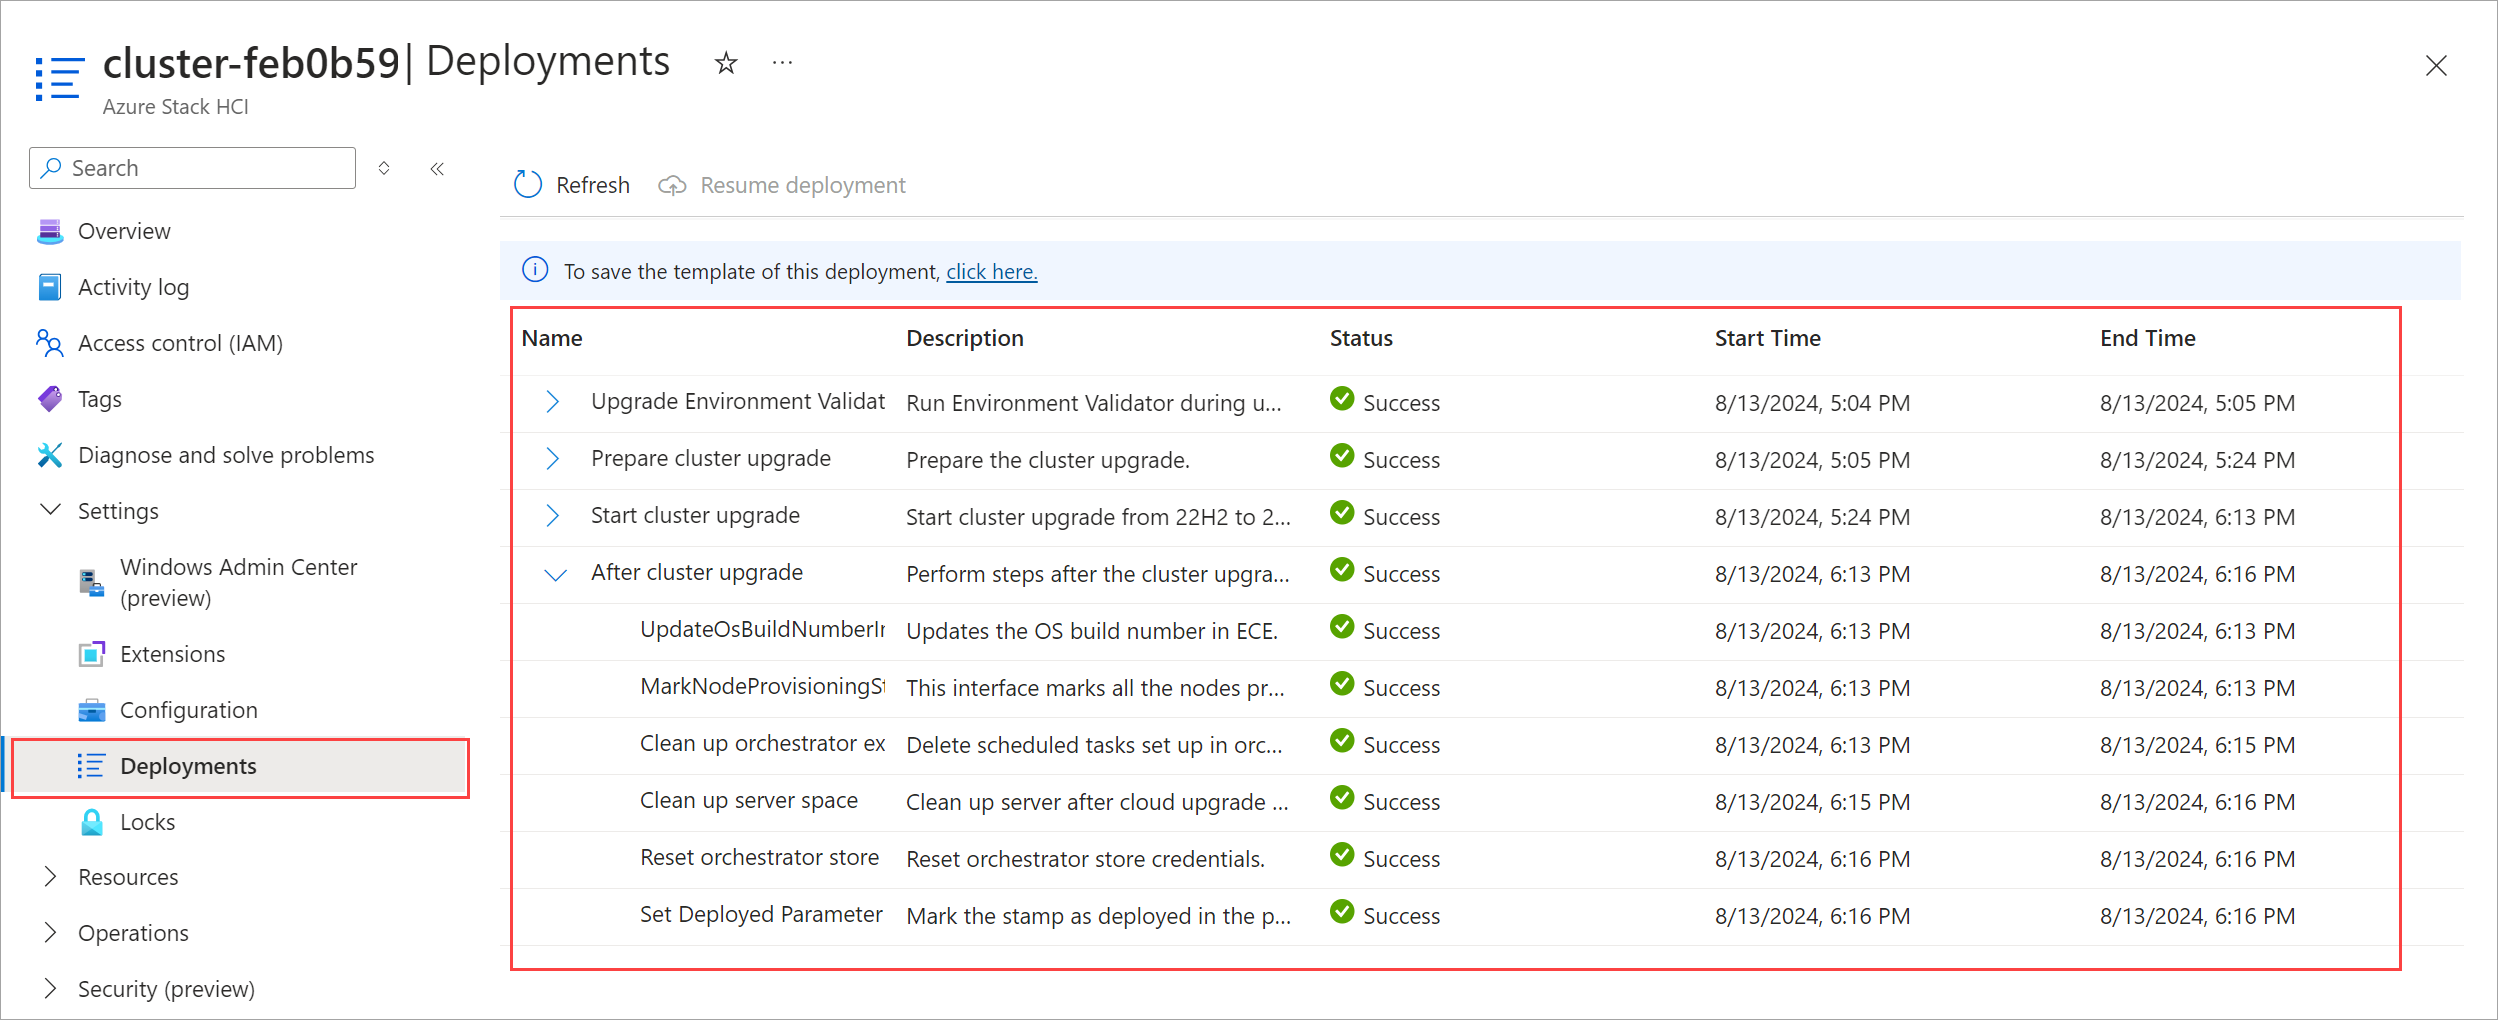 cluster-feb0b59 | Deployments
Azure Stack HCI
Search
Overview
Activity log
Access control (IAM)
Tags
Diagnose and solve problems
Settings
Windows Admin Center
(preview)
Extensions
Configuration
Deployments
Locks
Resources
Operations
Security (preview)
Refresh Resume deployment
To save the template of this deployment, click here.
Name Description Status Start Time End Time
Upgrade Environment Validat Run Environment Validator during u... Success 8/13/2024, 5:04 PM 8/13/2024, 5:05 PM
Prepare cluster upgrade Prepare the cluster upgrade. Success 8/13/2024, 5:05 PM 8/13/2024, 5:24 PM
Start cluster upgrade Start cluster upgrade from 22H2 to 2... Success 8/13/2024, 5:24 PM 8/13/2024, 6:13 PM
After cluster upgrade Perform steps after the cluster upgra... Success 8/13/2024, 6:13 PM 8/13/2024, 6:16 PM
UpdateOsBuildNumberIn Updates the OS build number in ECE. Success 8/13/2024, 6:13 PM 8/13/2024, 6:13 PM
MarkNodeProvisioningSt This interface marks all the nodes pr... Success 8/13/2024, 6:13 PM 8/13/2024, 6:13 PM
Clean up orchestrator ex Delete scheduled tasks set up in orc... Success 8/13/2024, 6:13 PM 8/13/2024, 6:15 PM
Clean up server space Clean up server after cloud upgrade ... Success 8/13/2024, 6:15 PM 8/13/2024, 6:16 PM
Reset orchestrator store Reset orchestrator store credentials. Success 8/13/2024, 6:16 PM 8/13/2024, 6:16 PM
Set Deployed Parameter Mark the stamp as deployed in the p... Success 8/13/2024, 6:16 PM 8/13/2024, 6:16 PM